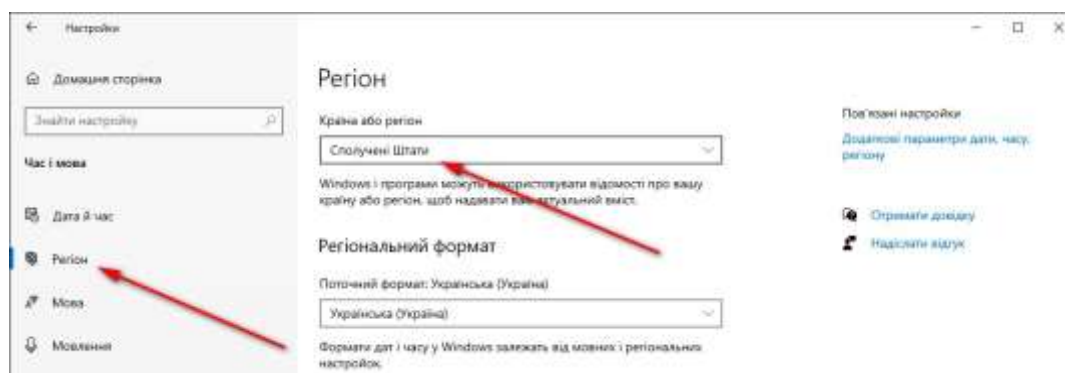 Настройки
Домашня сторінка
Знайти настройку
Час і мова
Дата й час
Регіон
Мова
Мовлення
Регіон
Країна або регіон
Сполучені Штати
Windows і програми можуть використовувати відомості про вашу
країну або регіон, щоб надавати вам актуальний вміст.
Регіональний формат
Поточний формат: Українська (Україна)
Українська (Україна)
Формати дат і часу у Windows залежать від мовних і регіональних
настройок.
Пов'язані настройки
Додаткові параметри дати, часу,
регіону
Отримати довідку
Надіслати відгук